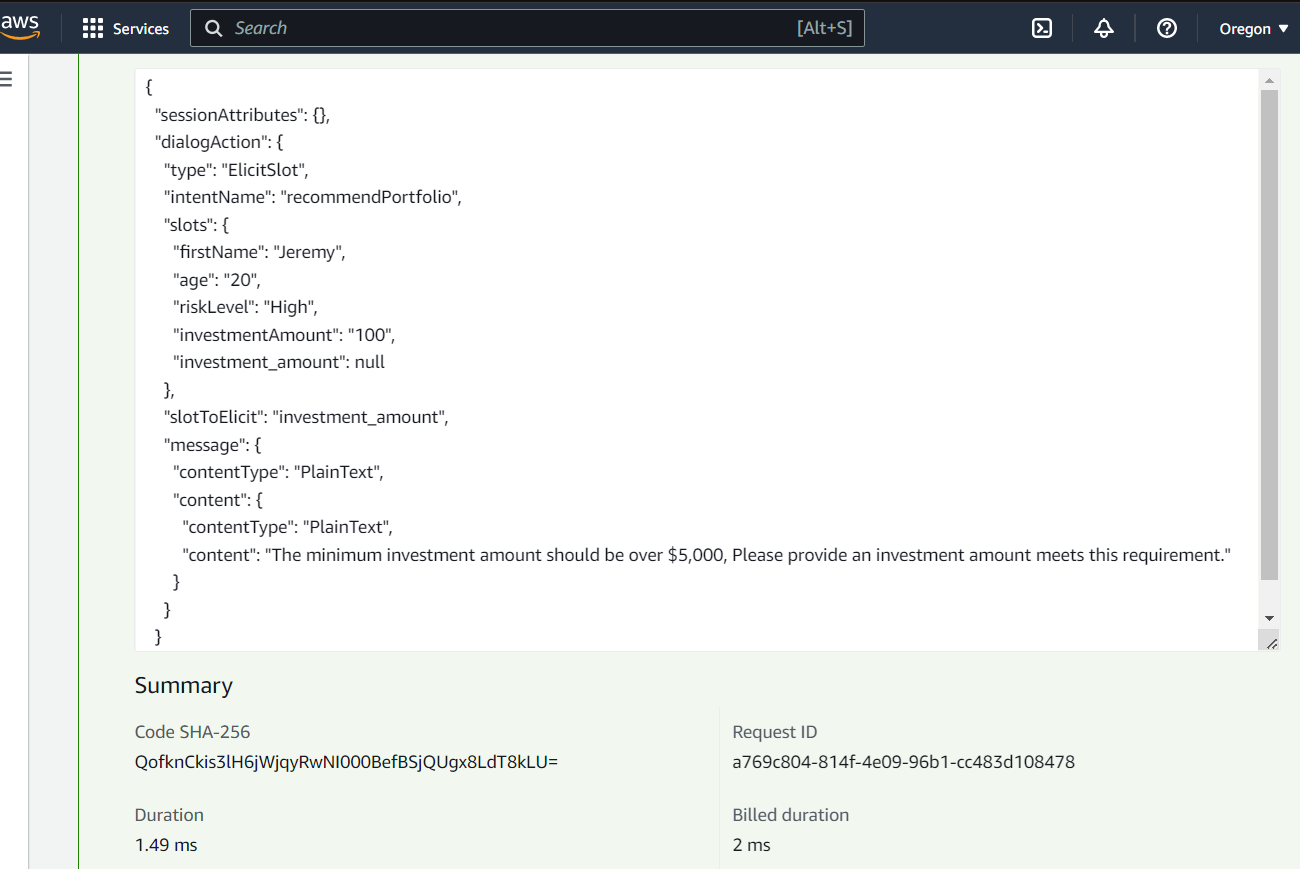 aws
Services
Search
[Alt+S]
Oregon
{
"sessionAttributes": {},
"dialogAction": {
"type": "ElicitSlot",
"intentName": "recommendPortfolio",
"slots": {
"firstName": "Jeremy",
"age": "20",
"riskLevel": "High",
"investmentAmount": "100",
"investment_amount": null
},
"slotToElicit": "investment_amount",
"message": {
"contentType": "PlainText",
"content": {
"contentType": "PlainText",
"content": "The minimum investment amount should be over $5,000, Please provide an investment amount meets this requirement."
}
}
}
Summary
Code SHA-256
Request ID
QofknCkis3lH6jWjqyRwNI000BefBSjQUgx8LdT8kLU=
a769c804-814f-4e09-96b1-cc483d108478
Duration
Billed duration
1.49 ms
2 ms